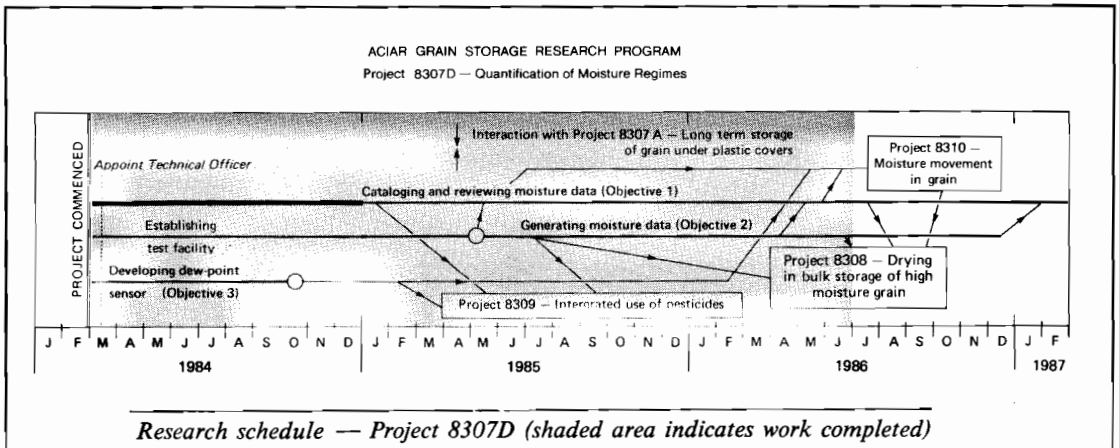 ACIAR GRAIN STORAGE RESEARCH PROGRAM
Project 8307D — Quantification of Moisture Regimes
PROJECT COMMENCED
Appoint Technical Officer
Interaction with Project 8307A — Long term storage
of grain under plastic covers
Project 8310 —
Moisture movement
in grain
Cataloging and reviewing moisture data (Objective 1)
Establishing
test facility
Generating moisture data (Objective 2)
Developing dew-point
sensor (Objective 3)
Project 8308 — Drying
in bulk storage of high
moisture grain
Project 8309 — Intergrated use of pesticides
J F M A M J J A S O N D J F M A M J J A S O N D J F M A M J J A S O N D J F
1984 1985 1986 1987
Research schedule — Project 8307D (shaded area indicates work completed)